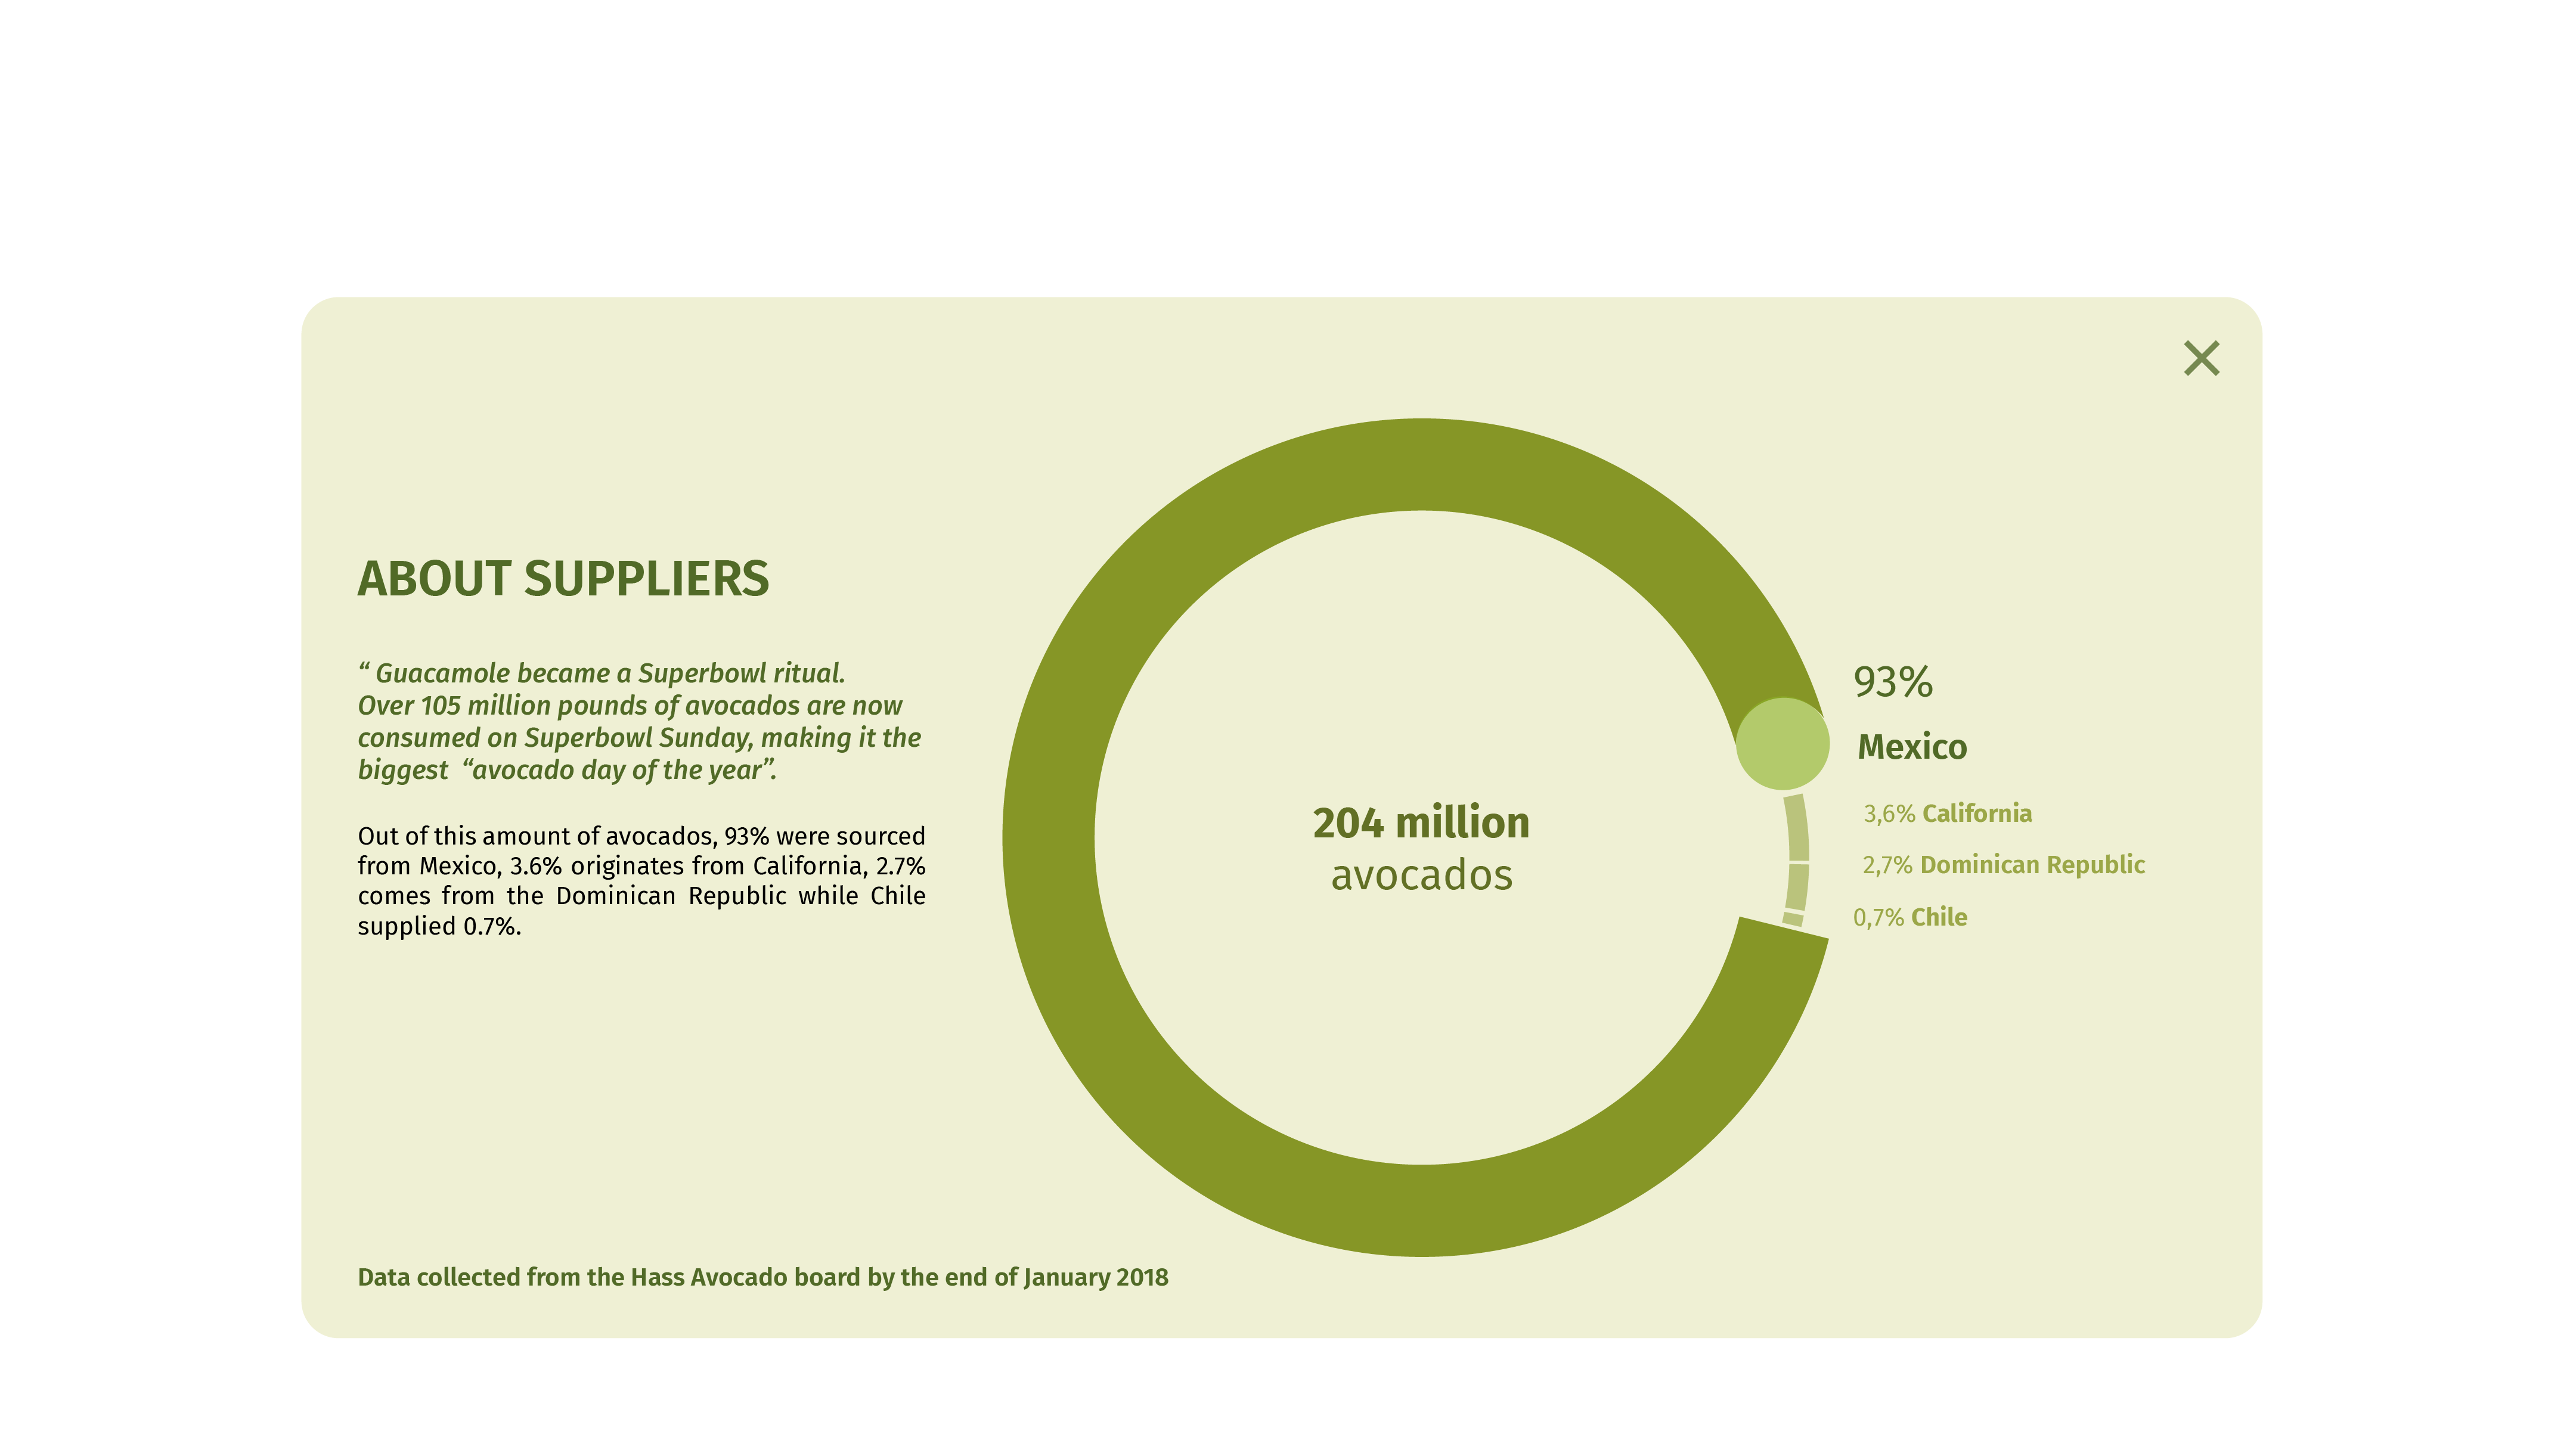 ABOUT SUPPLIERS
“ Guacamole became a Superbowl ritual.
Over 105 million pounds of avocados are now
consumed on Superbowl Sunday, making it the
biggest  “avocado day of the year”.
Out of this amount of avocados, 93% were sourced
from Mexico, 3.6% originates from California, 2.7%
comes from the Dominican Republic while Chile
supplied 0.7%.
204 million
avocados
93%
Mexico
3,6% California
2,7% Dominican Republic
0,7% Chile
Data collected from the Hass Avocado board by the end of January 2018